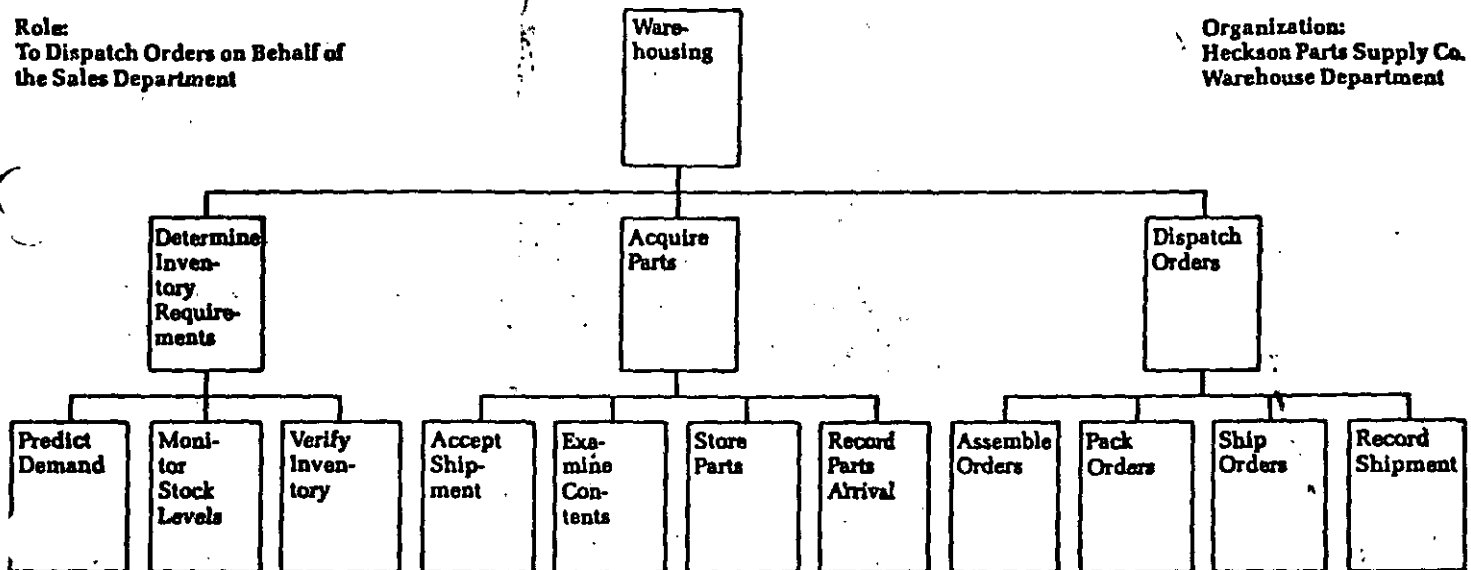 Role:
To Dispatch Orders on Behalf of
the Sales Department
Ware-
housing
Organization:
Heckson Parts Supply Co.
Warehouse Department
Determine
Inven-
tory
Require-
ments
Acquire
Parts
Dispatch
Orders
Predict
Demand
Moni-
tor
Stock
Levels
Verify
Inven-
tory
Accept
Ship-
ment
Exa-
mine
Con-
tents
Store
Parts
Record
Parts
Arrival
Assemble
Orders
Pack
Orders
Ship
Orders
Record
Shipment